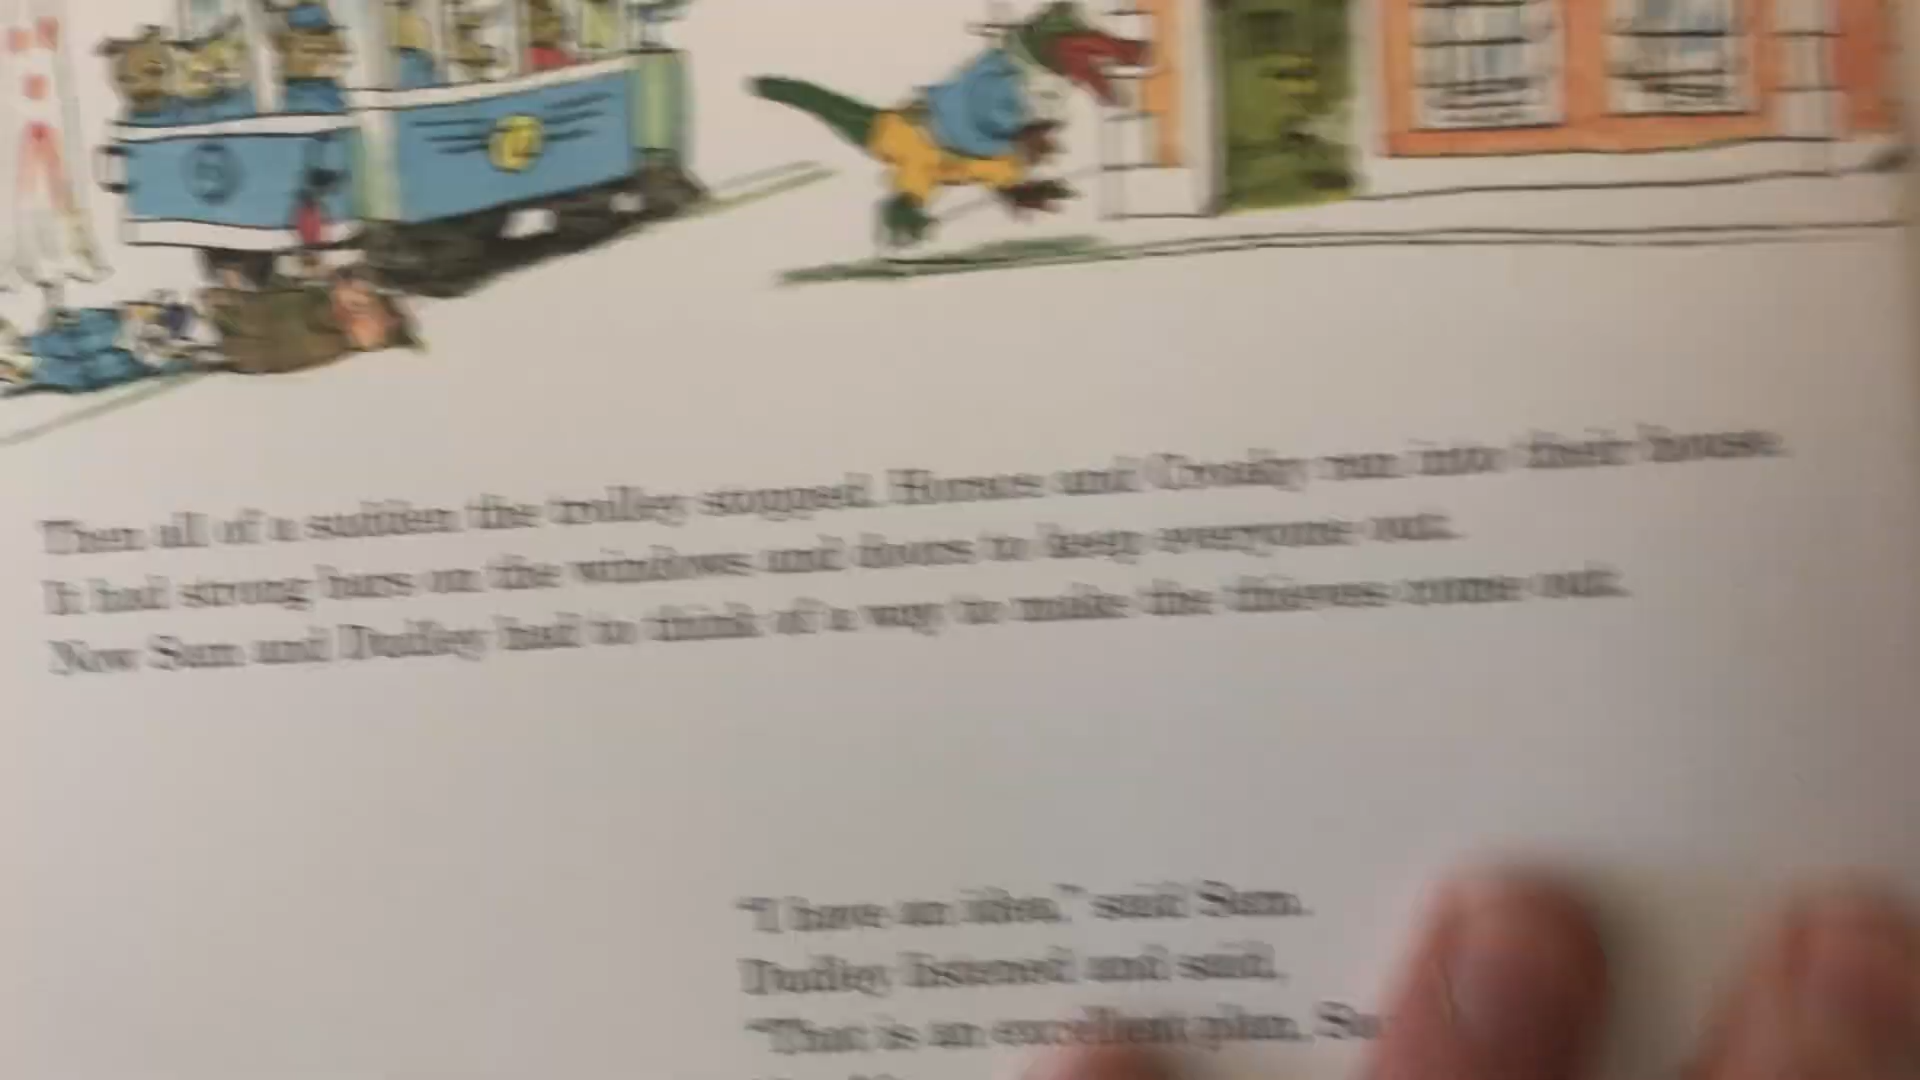 Then all of a sudden the trolley stopped. Horace and Croaky ran into their house.
It had strong bars on the windows and doors to keep everyone out.
Now Sam and Dudley had to think of a way to make the thieves come out.
"I have an idea," said Sam.
Dudley listened and said,
"That is an excellent plan,